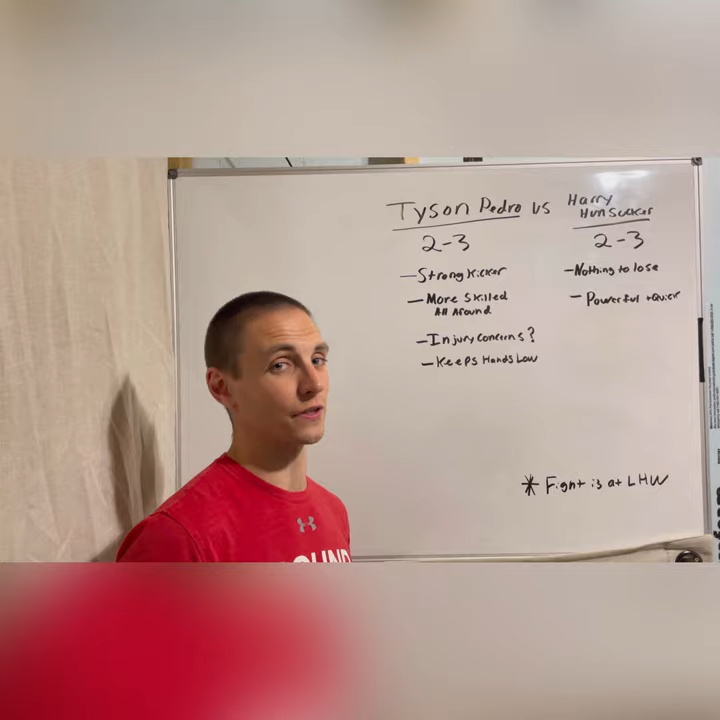 Tyson Pedro vs Harry Hunsucker
2-3
2-3
-Strong Kicker
-Nothing to lose
-More Skilled
All Around
-Powerful +Quick
-Injury Concerns?
-Keeps Hands Low
* Fight is at LHW